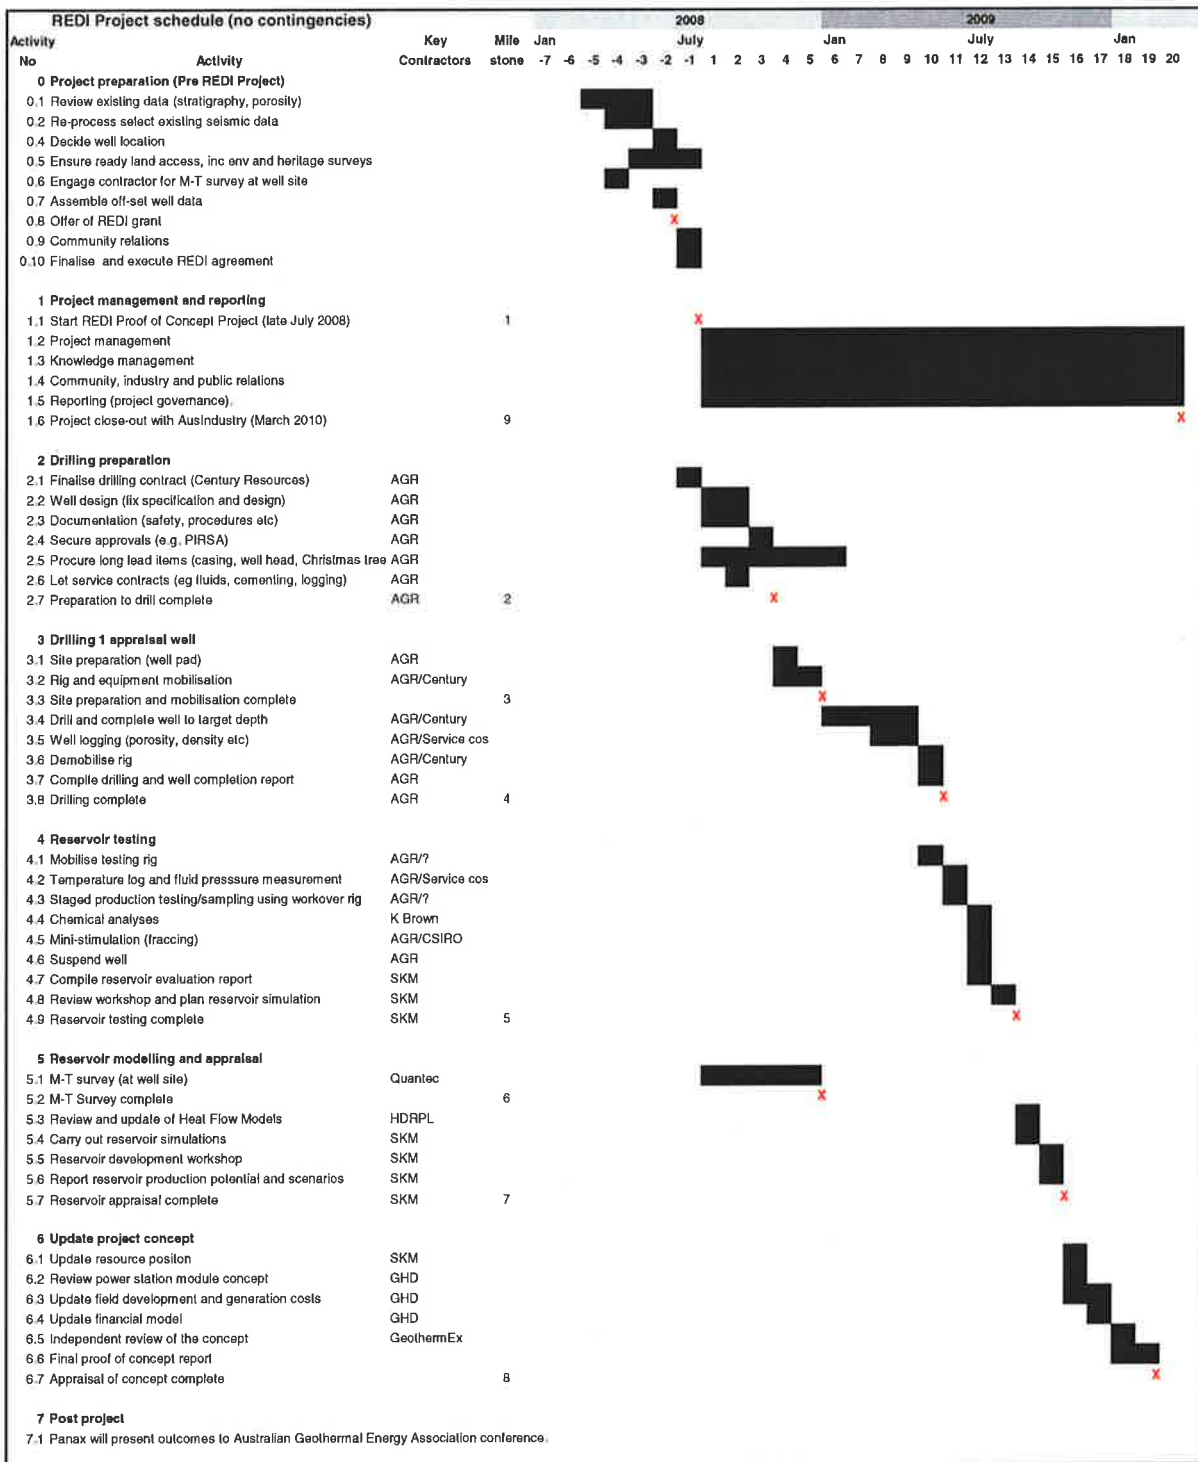 REDI Project schedule (no contingencies) 2008 2009
Activity Key Mile Jan July Jan July Jan
No Activity Contractors stone -7 -6 -5 -4 -3 -2 -1 1 2 3 4 5 6 7 8 9 10 11 12 13 14 15 16 17 18 19 20
0 Project preparation (Pre REDI Project)
0.1 Review existing data (stratigraphy, porosity)
0.2 Re-process select existing seismic data
0.4 Decide well location
0.5 Ensure ready land access, inc env and heritage surveys
0.6 Engage contractor for M-T survey at well site
0.7 Assemble off-set well data
0.8 Offer of REDI grant X
0.9 Community relations
0.10 Finalise and execute REDI agreement
1 Project management and reporting
1.1 Start REDI Proof of Concept Project (late July 2008) 1 X
1.2 Project management
1.3 Knowledge management
1.4 Community, industry and public relations
1.5 Reporting (project governance).
1.6 Project close-out with AusIndustry (March 2010) 9 X
2 Drilling preparation
2.1 Finalise drilling contract (Century Resources) AGR
2.2 Well design (fix specification and design) AGR
2.3 Documentation (safety, procedures etc) AGR
2.4 Secure approvals (e.g. PIRSA) AGR
2.5 Procure long lead items (casing, well head, Christmas tree AGR
2.6 Let service contracts (eg fluids, cementing, logging) AGR
2.7 Preparation to drill complete AGR 2 X
3 Drilling 1 appraisal well
3.1 Site preparation (well pad) AGR
3.2 Rig and equipment mobilisation AGR/Century
3.3 Site preparation and mobilisation complete 3 X
3.4 Drill and complete well to target depth AGR/Century
3.5 Well logging (porosity, density etc) AGR/Service cos
3.6 Demobilise rig AGR/Century
3.7 Compile drilling and well completion report AGR
3.8 Drilling complete AGR 4 X
4 Reservoir testing
4.1 Mobilise testing rig AGR/?
4.2 Temperature log and fluid presssure measurement AGR/Service cos
4.3 Staged production testing/sampling using workover rig AGR/?
4.4 Chemical analyses K Brown
4.5 Mini-stimulation (fraccing) AGR/CSIRO
4.6 Suspend well AGR
4.7 Compile reservoir evaluation report SKM
4.8 Review workshop and plan reservoir simulation SKM
4.9 Reservoir testing complete SKM 5 X
5 Reservoir modelling and appraisal
5.1 M-T survey (at well site) Quantec
5.2 M-T Survey complete 6 X
5.3 Review and update of Heat Flow Models HDRPL
5.4 Carry out reservoir simulations SKM
5.5 Reservoir development workshop SKM
5.6 Report reservoir production potential and scenarios SKM
5.7 Reservoir appraisal complete SKM 7 X
6 Update project concept
6.1 Update resource positon SKM
6.2 Review power station module concept GHD
6.3 Update field development and generation costs GHD
6.4 Update financial model GHD
6.5 Independent review of the concept GeothermEx
6.6 Final proof of concept report
6.7 Appraisal of concept complete 8 X
7 Post project
7.1 Panax will present outcomes to Australian Geothermal Energy Association conference.